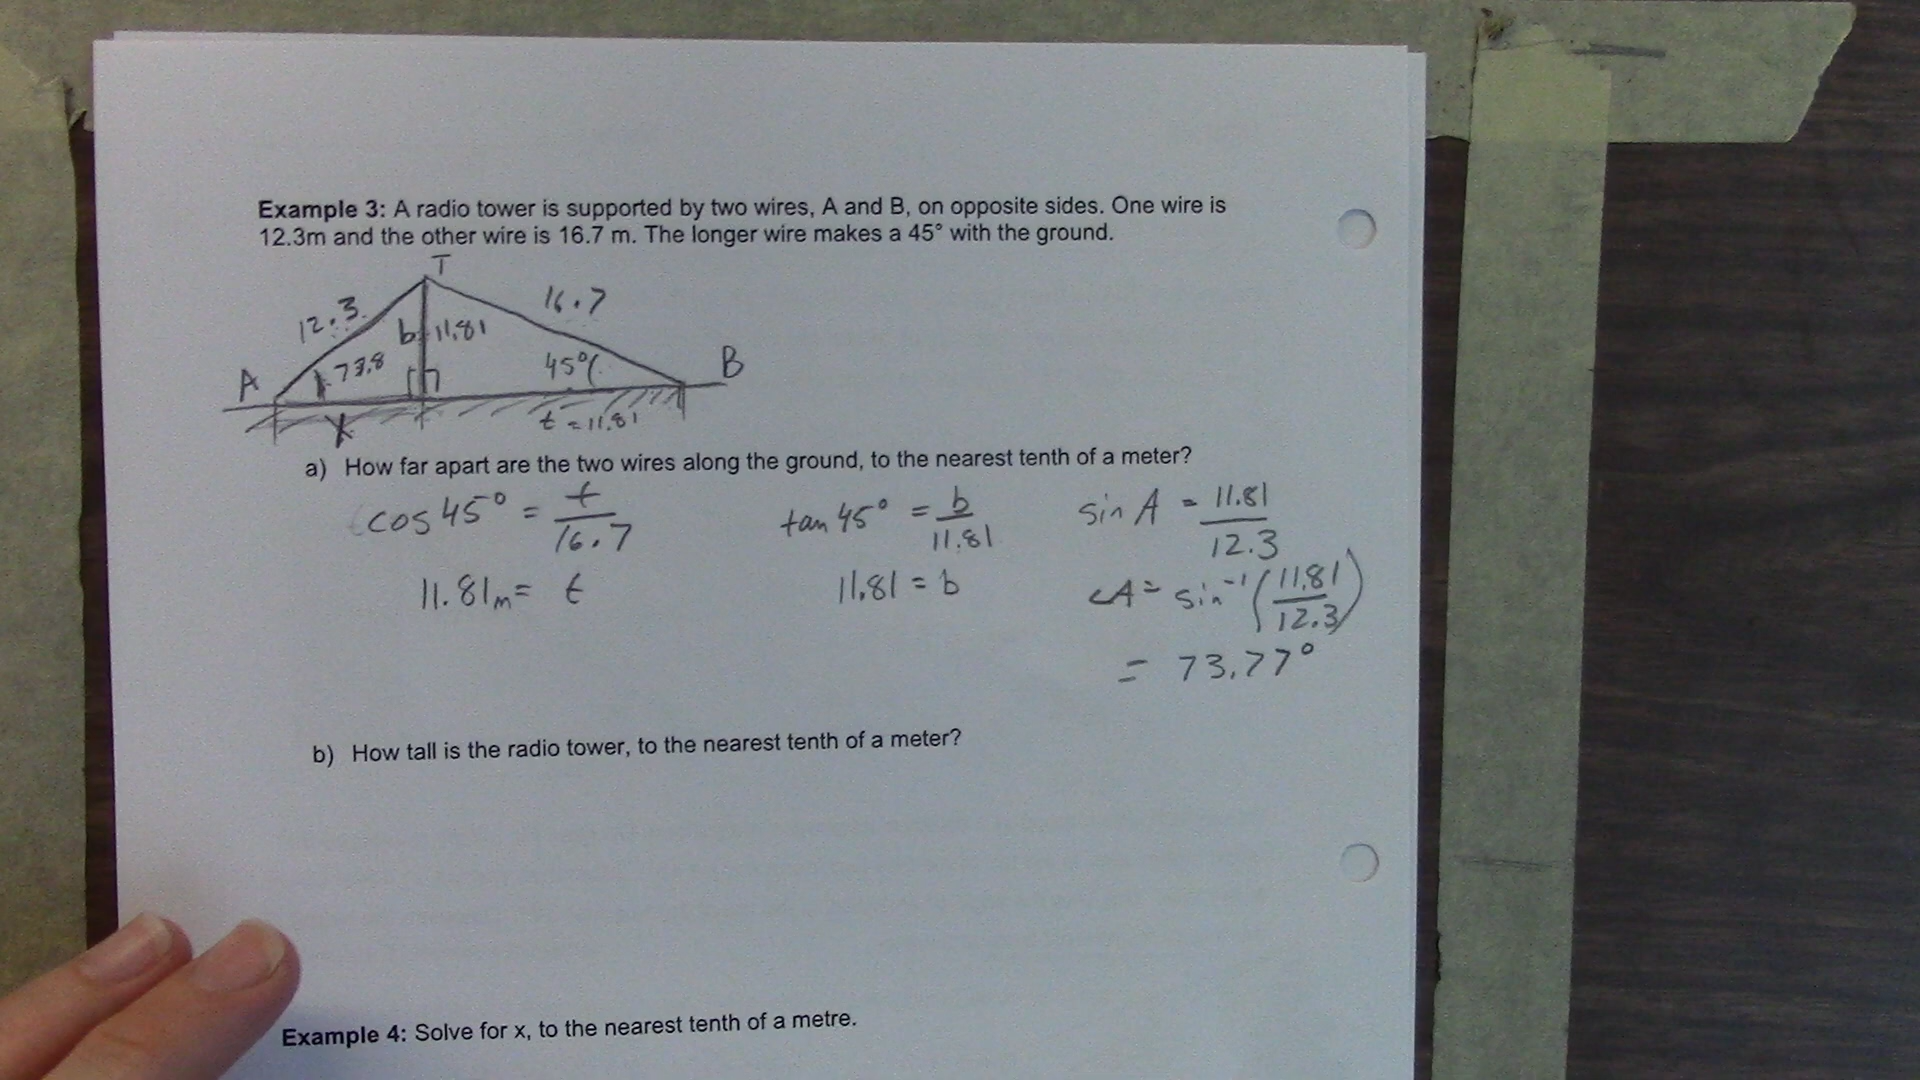 Example 3: A radio tower is supported by two wires, A and B, on opposite sides. One wire is
12.3m and the other wire is 16.7 m. The longer wire makes a 45° with the ground.
T
12.3
16.7
b
11.81
A
73.8
45°
B
x
t = 11.81
a) How far apart are the two wires along the ground, to the nearest tenth of a meter?
cos 45° = t/16.7
tan 45° = b/11.81
sin A = 11.81/12.3
11.81m = t
11.81 = b
∠A = sin⁻¹(11.81/12.3)
= 73.77°
b) How tall is the radio tower, to the nearest tenth of a meter?
Example 4: Solve for x, to the nearest tenth of a metre.